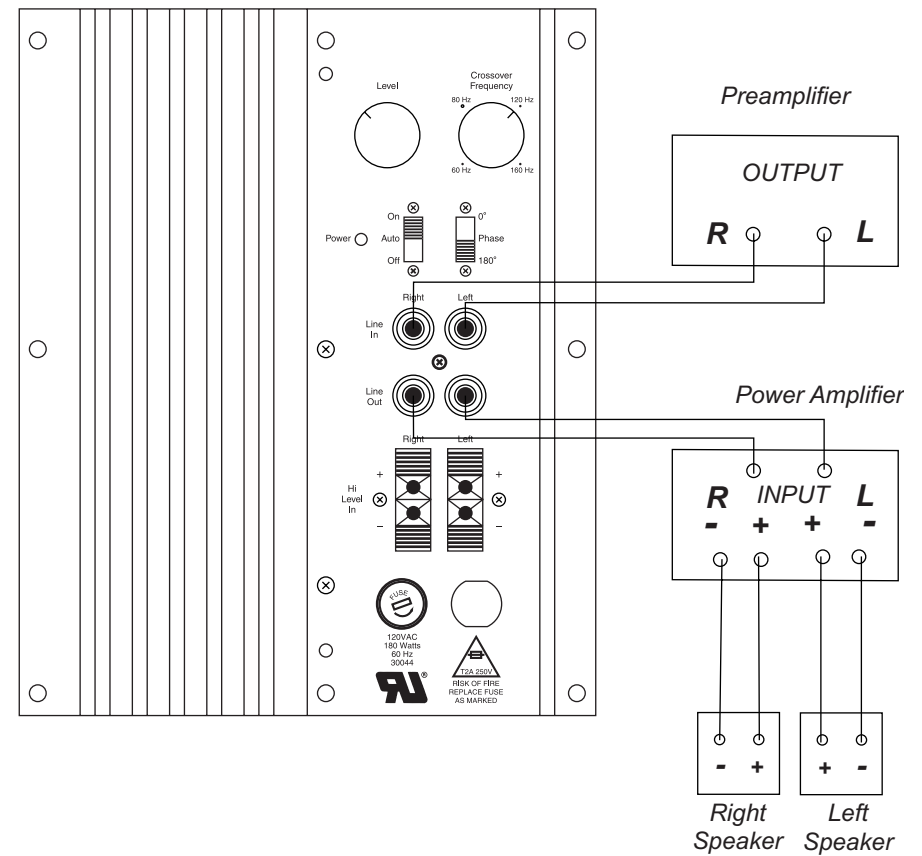 Level
Crossover
Frequency
80 Hz
120 Hz
60 Hz
160 Hz
Preamplifier
OUTPUT
R
L
On
0°
Power
Auto
Phase
Off
180°
Right
Left
Line
In
Line
Out
Power Amplifier
Right
Left
+
+
Hi
Level
In
–
–
R
INPUT
L
-
+
+
-
FUSE
120VAC
180 Watts
60 Hz
30044
T2A 250V
RU®
RISK OF FIRE
REPLACE FUSE
AS MARKED
-
+
+
-
Right
Speaker
Left
Speaker